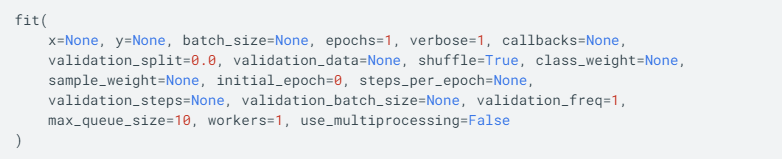 fit(
    x=None, y=None, batch_size=None, epochs=1, verbose=1, callbacks=None,
    validation_split=0.0, validation_data=None, shuffle=True, class_weight=None,
    sample_weight=None, initial_epoch=0, steps_per_epoch=None,
    validation_steps=None, validation_batch_size=None, validation_freq=1,
    max_queue_size=10, workers=1, use_multiprocessing=False
)